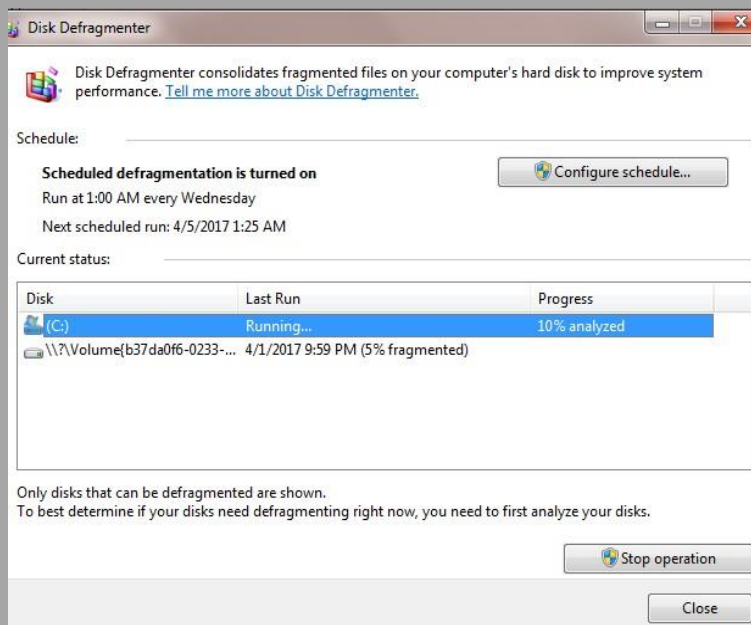 Disk Defragmenter
Disk Defragmenter consolidates fragmented files on your computer's hard disk to improve system
performance. Tell me more about Disk Defragmenter.
Schedule:
Scheduled defragmentation is turned on
Configure schedule...
Run at 1:00 AM every Wednesday
Next scheduled run: 4/5/2017 1:25 AM
Current status:
Disk Last Run Progress
(C:) Running... 10% analyzed
\\?\Volume{b37da0f6-0233-... 4/1/2017 9:59 PM (5% fragmented)
Only disks that can be defragmented are shown.
To best determine if your disks need defragmenting right now, you need to first analyze your disks.
Stop operation
Close